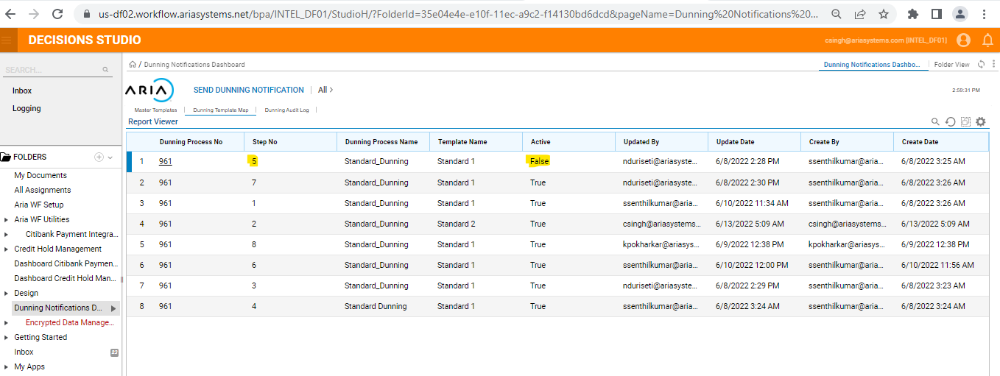 us-df02.workflow.ariasystems.net/bpa/INTEL_DF01/StudioH/?FolderId=35e04e4e-e10f-11ec-a9c2-f14130bd6dcd&pageName=Dunning%20Notifications%20...
DECISIONS STUDIO
csingh@ariasystems.com [INTEL_DF01]
SEARCH...
Inbox
Logging
FOLDERS
My Documents
All Assignments
Aria WF Setup
Aria WF Utilities
Citibank Payment Integra...
Credit Hold Management
Dashboard Citibank Paymen...
Dashboard Credit Hold Man...
Design
Dunning Notifications D...
Encrypted Data Manage...
Getting Started
Inbox 23
My Apps
/ Dunning Notifications Dashboard
Dunning Notifications Dashbo... Folder View
ARIA SEND DUNNING NOTIFICATION All > 2:59:31 PM
Master Templates Dunning Template Map Dunning Audit Log
Report Viewer
Dunning Process No Step No Dunning Process Name Template Name Active Updated By Update Date Create By Create Date
1 961 5 Standard_Dunning Standard 1 False nduriseti@ariasyste... 6/8/2022 2:28 PM ssenthilkumar@aria... 6/8/2022 3:25 AM
2 961 7 Standard_Dunning Standard 1 True nduriseti@ariasyste... 6/8/2022 2:30 PM ssenthilkumar@aria... 6/8/2022 3:26 AM
3 961 1 Standard_Dunning Standard 1 True ssenthilkumar@aria... 6/10/2022 11:34 AM ssenthilkumar@aria... 6/8/2022 3:26 AM
4 961 2 Standard_Dunning Standard 2 True csingh@ariasystems... 6/13/2022 5:09 AM csingh@ariasystems... 6/13/2022 5:09 AM
5 961 8 Standard_Dunning Standard 1 True kpokharkar@ariasys... 6/9/2022 12:38 PM kpokharkar@ariasys... 6/9/2022 12:38 PM
6 961 6 Standard_Dunning Standard 1 True ssenthilkumar@aria... 6/10/2022 12:00 PM ssenthilkumar@aria... 6/10/2022 11:56 AM
7 961 3 Standard_Dunning Standard 1 True nduriseti@ariasyste... 6/8/2022 2:29 PM ssenthilkumar@aria... 6/8/2022 3:23 AM
8 961 4 Standard Dunning Standard 1 True ssenthilkumar@aria... 6/8/2022 3:24 AM ssenthilkumar@aria... 6/8/2022 3:24 AM